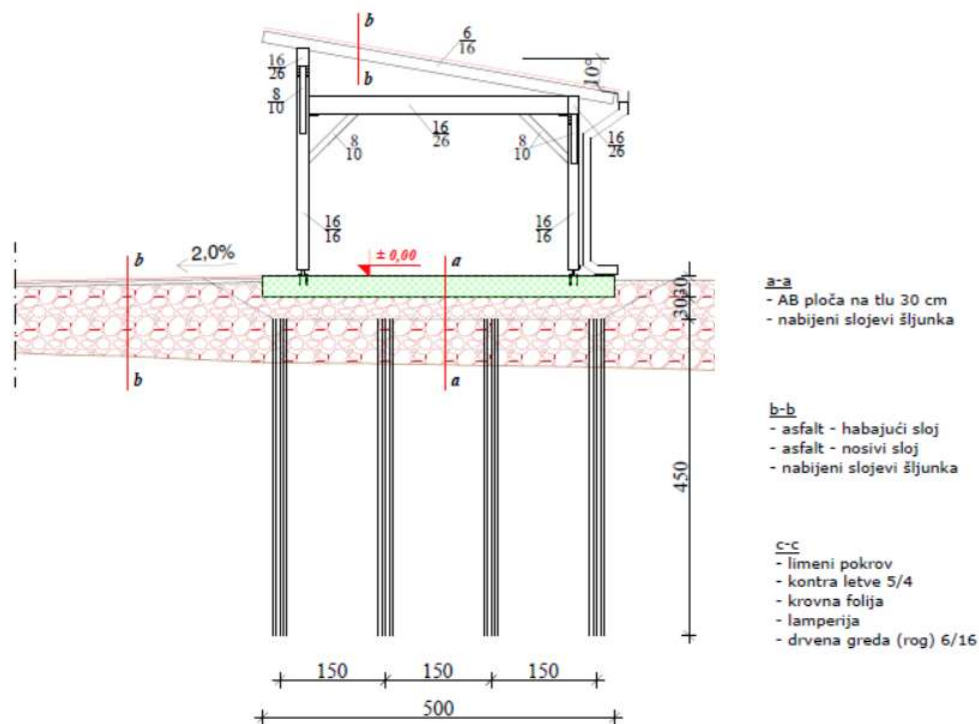 b
6
16
16
26
b
10°
8
10
16
26
8
10
8
10
16
26
16
16
16
16
2,0%
± 0,00
b
a
30
30
b
a
450
150
150
150
500
a-a
- AB ploča na tlu 30 cm
- nabijeni slojevi šljunka
b-b
- asfalt - habajući sloj
- asfalt - nosivi sloj
- nabijeni slojevi šljunka
c-c
- limeni pokrov
- kontra letve 5/4
- krovna folija
- lamperija
- drvena greda (rog) 6/16